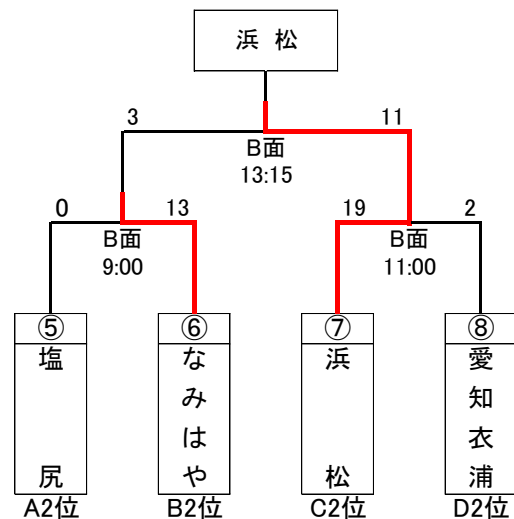 浜 松
3 11
B面
13:15
0 13 19 2
B面 B面
9:00 11:00
⑤ ⑥ ⑦ ⑧
塩尻 なみはや 浜松 愛知衣浦
A2位 B2位 C2位 D2位